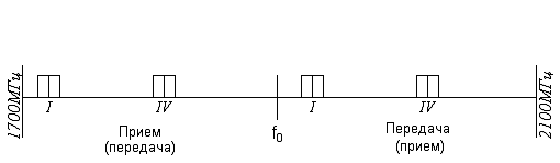 1700МГц
I
IV
f0
I
IV
2100МГц
Прием
(передача)
Передача
(прием)